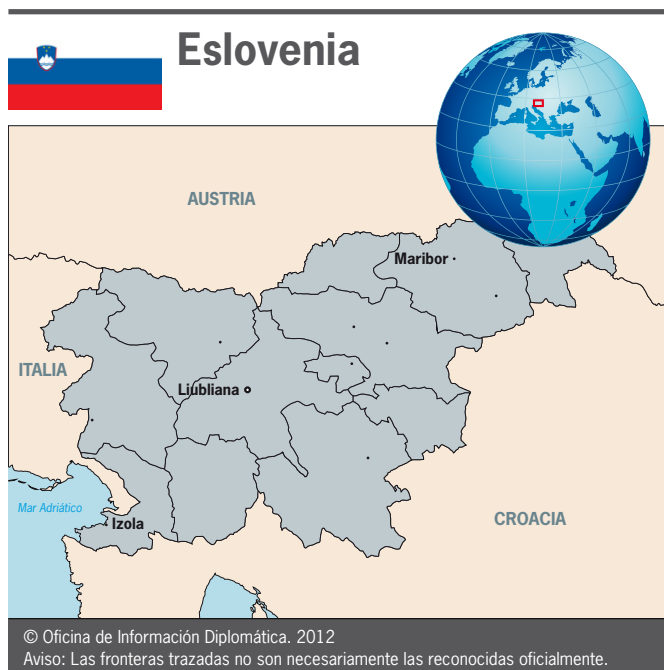 Eslovenia
AUSTRIA
Maribor
ITALIA
Liubliana
Mar Adriático
Izola
CROACIA
© Oficina de Información Diplomática. 2012
Aviso: Las fronteras trazadas no son necesariamente las reconocidas oficialmente.